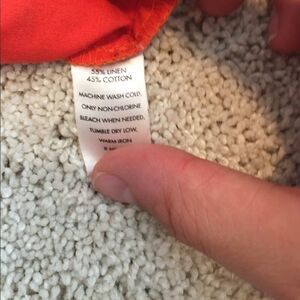 55% LINEN
45% COTTON
MACHINE WASH COLD,
ONLY NON-CHLORINE
BLEACH WHEN NEEDED,
TUMBLE DRY LOW,
WARM IRON